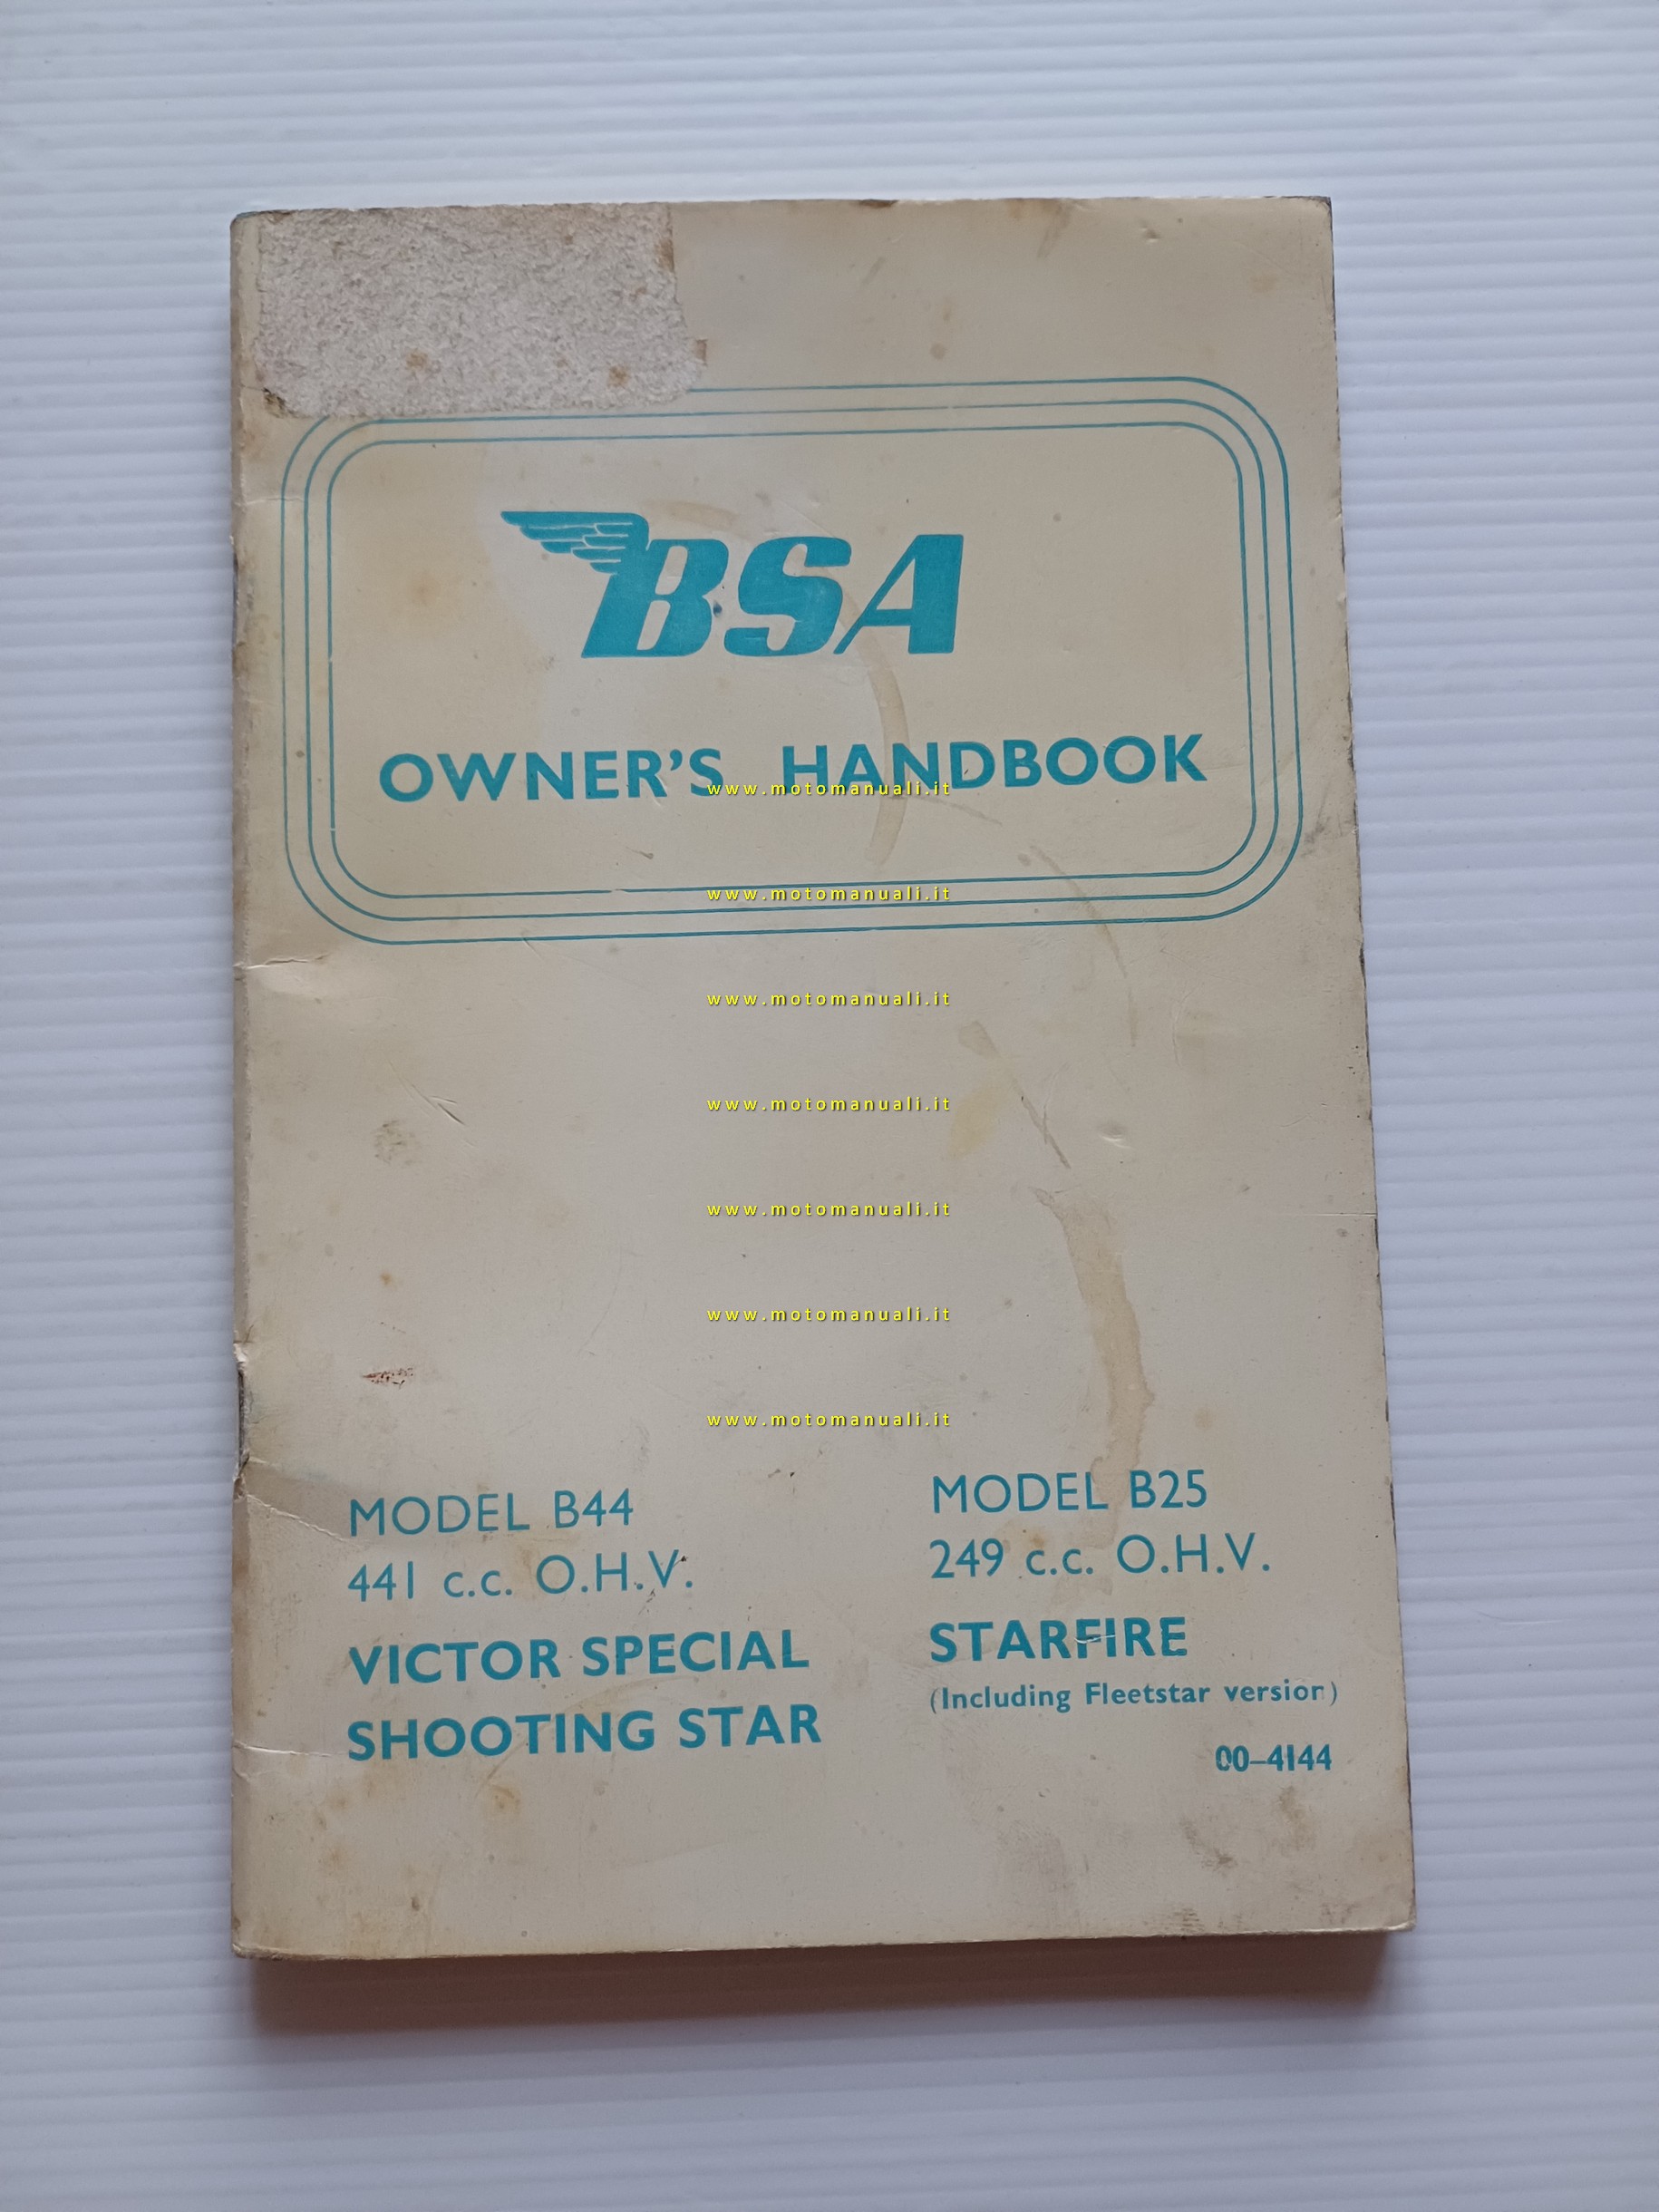 BSA
OWNER'S HANDBOOK
www.motomanuali.it
www.motomanuali.it
www.motomanuali.it
www.motomanuali.it
www.motomanuali.it
www.motomanuali.it
www.motomanuali.it
MODEL B44
441 c.c. O.H.V.
VICTOR SPECIAL
SHOOTING STAR
MODEL B25
249 c.c. O.H.V.
STARFIRE
(Including Fleetstar version)
00–4144